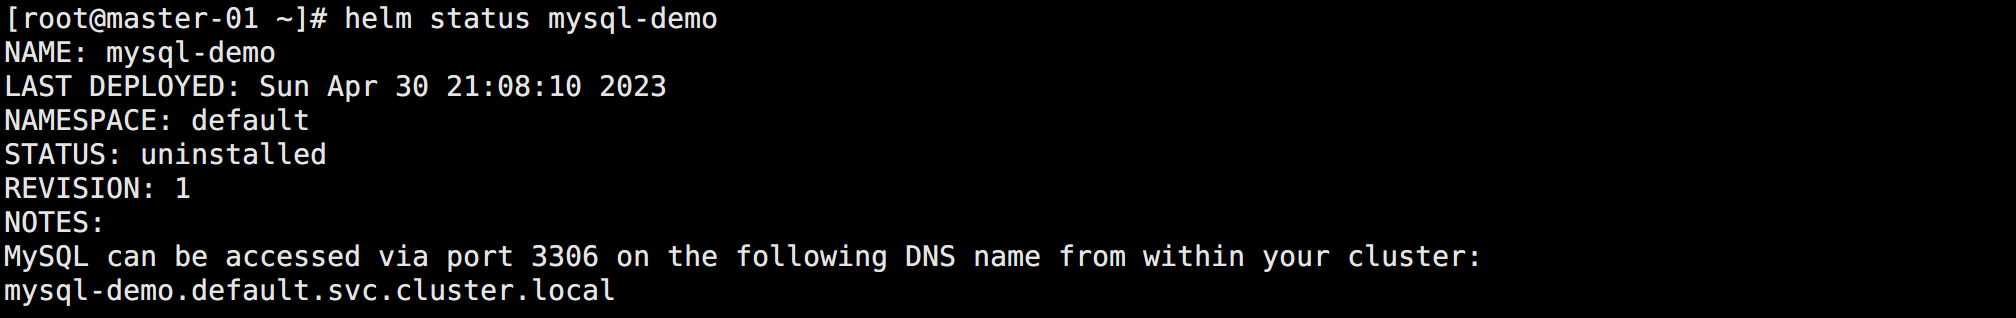 [root@master-01 ~]# helm status mysql-demo
NAME: mysql-demo
LAST DEPLOYED: Sun Apr 30 21:08:10 2023
NAMESPACE: default
STATUS: uninstalled
REVISION: 1
NOTES:
MySQL can be accessed via port 3306 on the following DNS name from within your cluster:
mysql-demo.default.svc.cluster.local